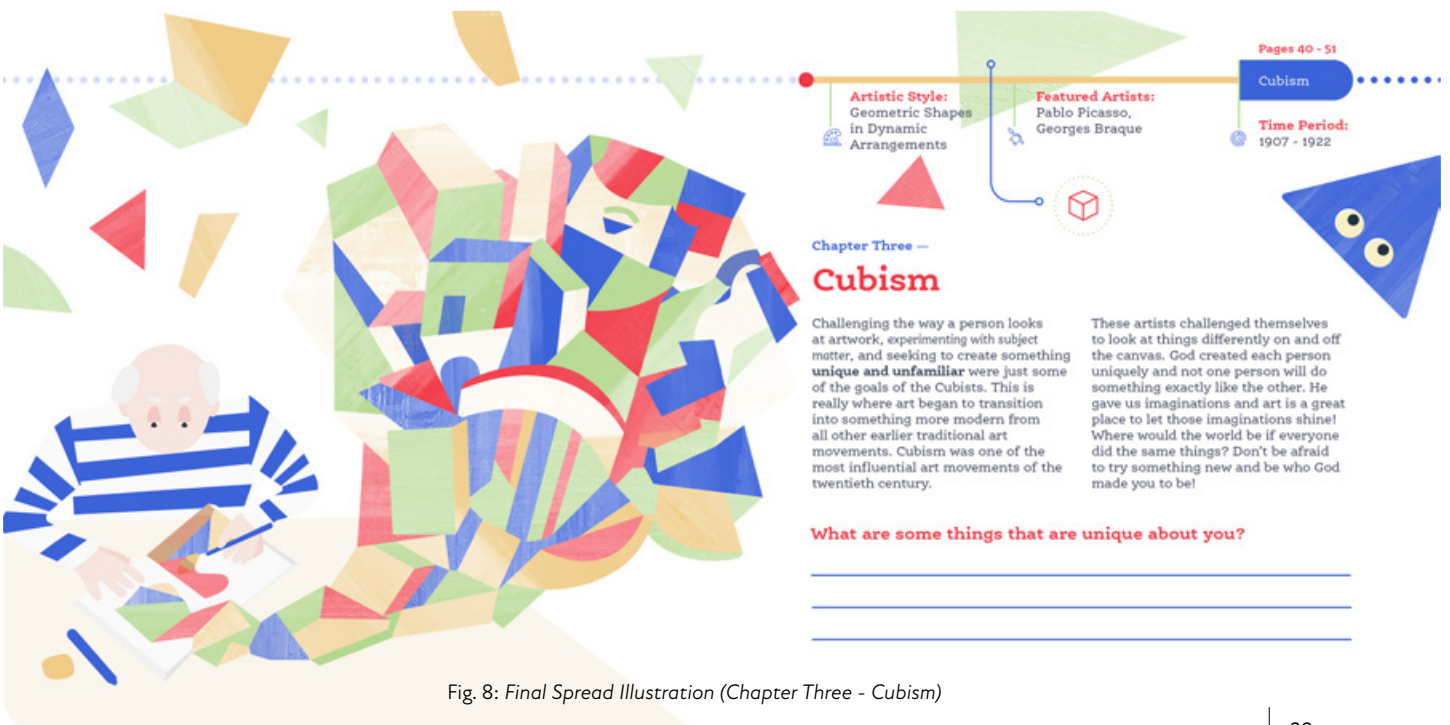 Pages 40 - 51
Cubism
Artistic Style:
Geometric Shapes
in Dynamic
Arrangements
Featured Artists:
Pablo Picasso,
Georges Braque
Time Period:
1907 - 1922
Chapter Three —
Cubism
Challenging the way a person looks
at artwork, experimenting with subject
matter, and seeking to create something
unique and unfamiliar were just some
of the goals of the Cubists. This is
really where art began to transition
into something more modern from
all other earlier traditional art
movements. Cubism was one of the
most influential art movements of the
twentieth century.
These artists challenged themselves
to look at things differently on and off
the canvas. God created each person
uniquely and not one person will do
something exactly like the other. He
gave us imaginations and art is a great
place to let those imaginations shine!
Where would the world be if everyone
did the same things? Don't be afraid
to try something new and be who God
made you to be!
What are some things that are unique about you?
Fig. 8: Final Spread Illustration (Chapter Three - Cubism)